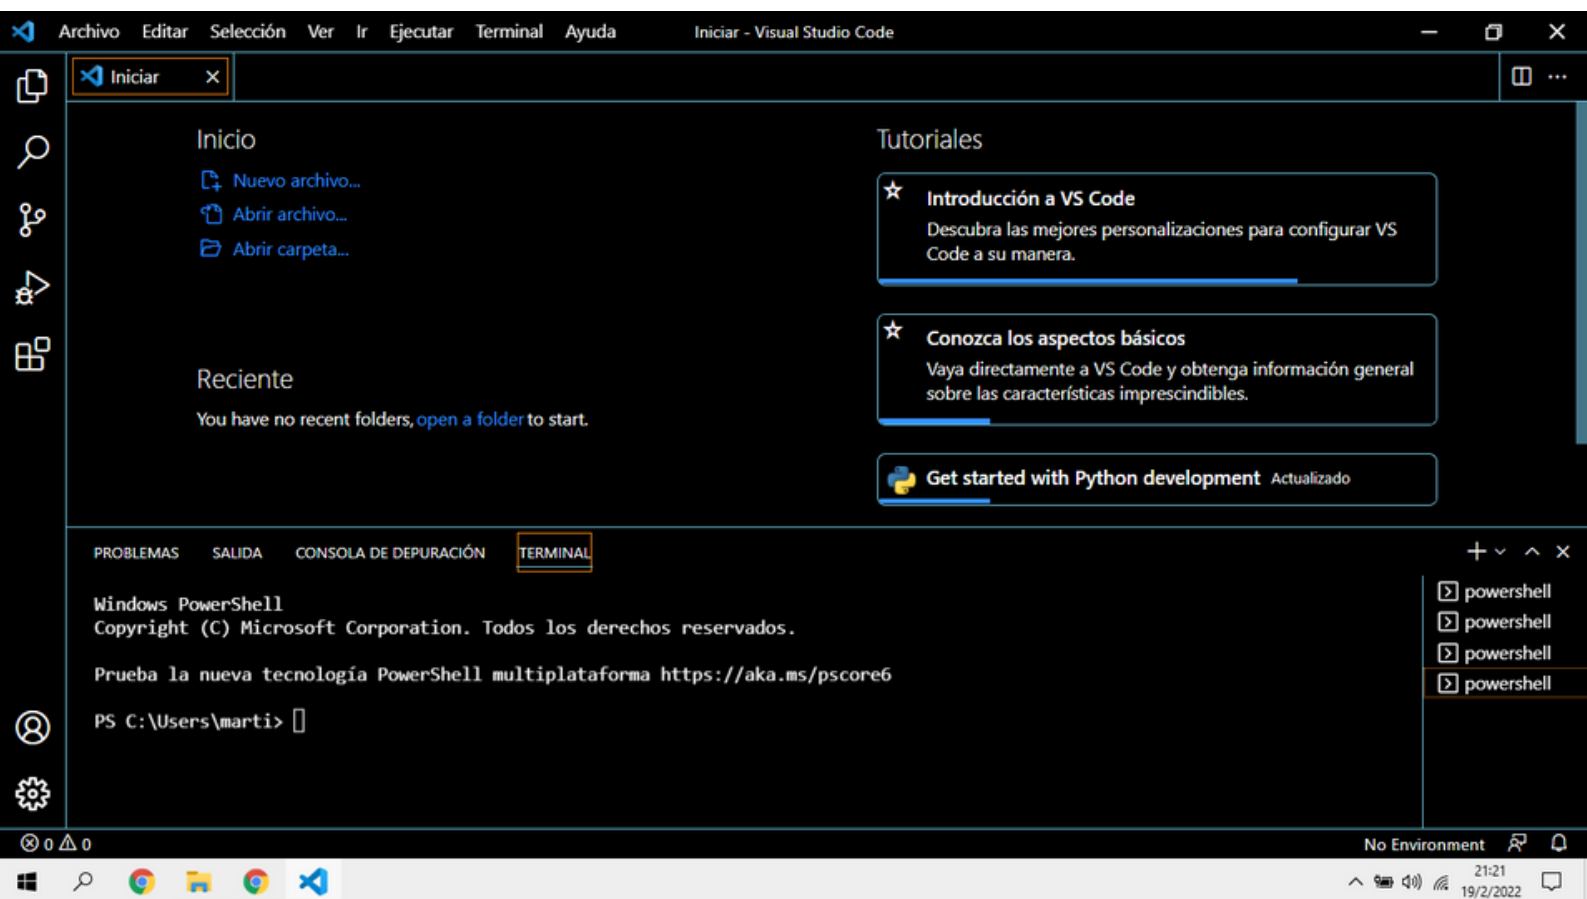 Archivo Editar Selección Ver Ir Ejecutar Terminal Ayuda Iniciar - Visual Studio Code
Iniciar
Inicio
Nuevo archivo...
Abrir archivo...
Abrir carpeta...
Reciente
You have no recent folders, open a folder to start.
Tutoriales
Introducción a VS Code
Descubra las mejores personalizaciones para configurar VS
Code a su manera.
Conozca los aspectos básicos
Vaya directamente a VS Code y obtenga información general
sobre las características imprescindibles.
Get started with Python development Actualizado
PROBLEMAS SALIDA CONSOLA DE DEPURACIÓN TERMINAL
Windows PowerShell
Copyright (C) Microsoft Corporation. Todos los derechos reservados.
Prueba la nueva tecnología PowerShell multiplataforma https://aka.ms/pscore6
PS C:\Users\marti>
powershell
powershell
powershell
powershell
0 0
No Environment
21:21
19/2/2022